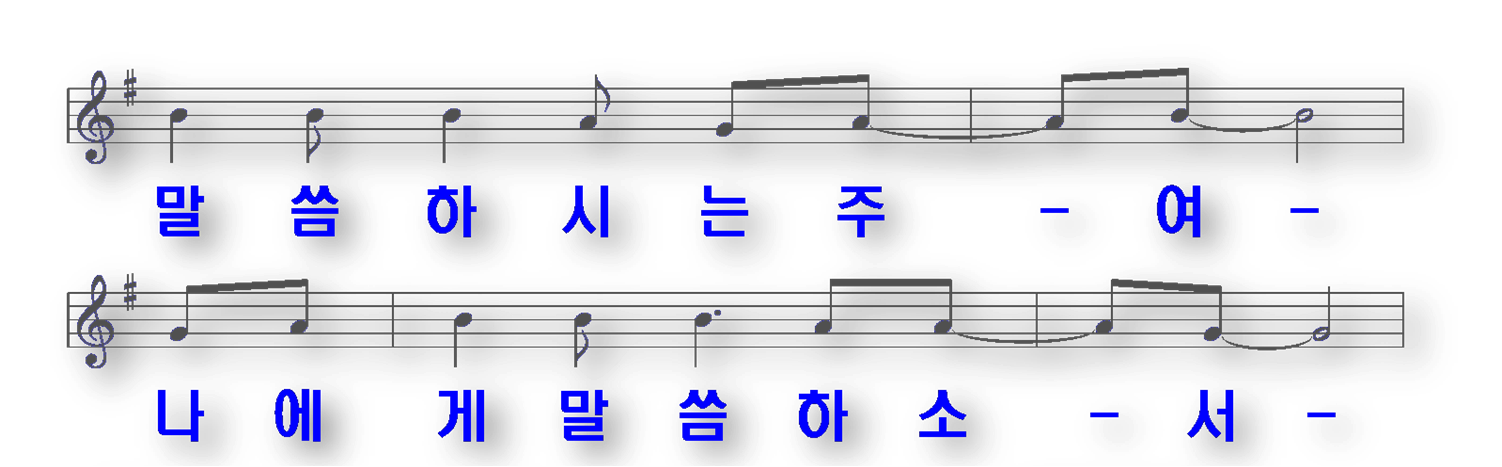 말 씀 하 시 는 주 - 여 -
나 에 게 말 씀 하 소 - 서 -